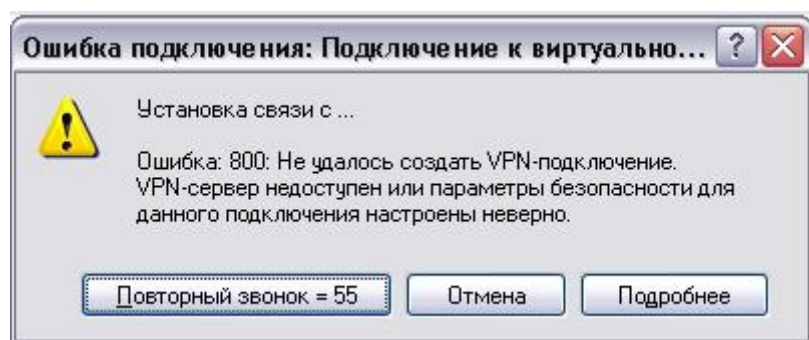 Ошибка подключения: Подключение к виртуально... ?
Установка связи с ...
Ошибка: 800: Не удалось создать VPN-подключение.
VPN-сервер недоступен или параметры безопасности для
данного подключения настроены неверно.
Повторный звонок = 55 Отмена Подробнее